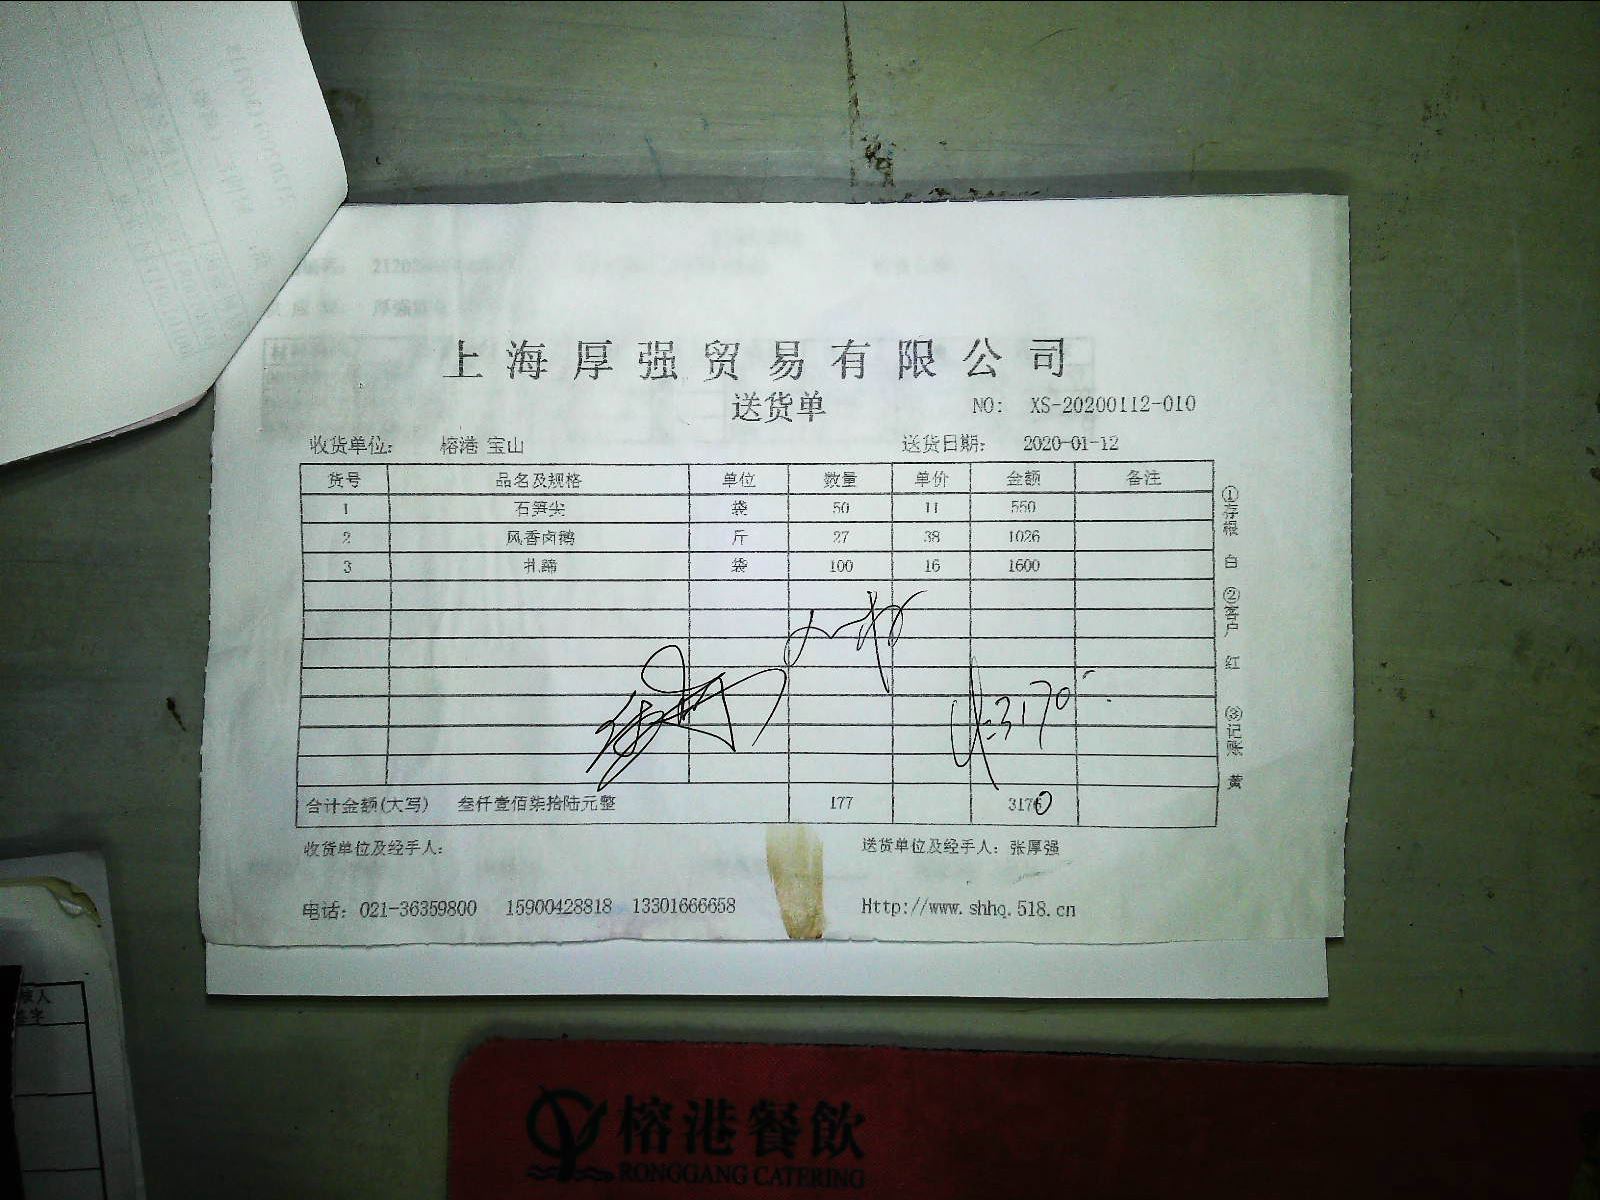 上海厚强贸易有限公司
送货单 NO: XS-20200112-010
收货单位: 榕港 宝山 送货日期: 2020-01-12
货号 品名及规格 单位 数量 单价 金额 备注
1 石笋尖 袋 50 11 550
2 风香卤鹅 斤 27 38 1026
3 扎蹄 袋 100 16 1600
3170
合计金额(大写) 叁仟壹佰柒拾陆元整 177 3170
收货单位及经手人: 送货单位及经手人: 张厚强
电话: 021-36359800 15900428818 13301666658 Http://www.shhq.518.cn
①存根 白 ②客户 红 ③记账 黄
榕港餐飲
RONGGANG CATERING